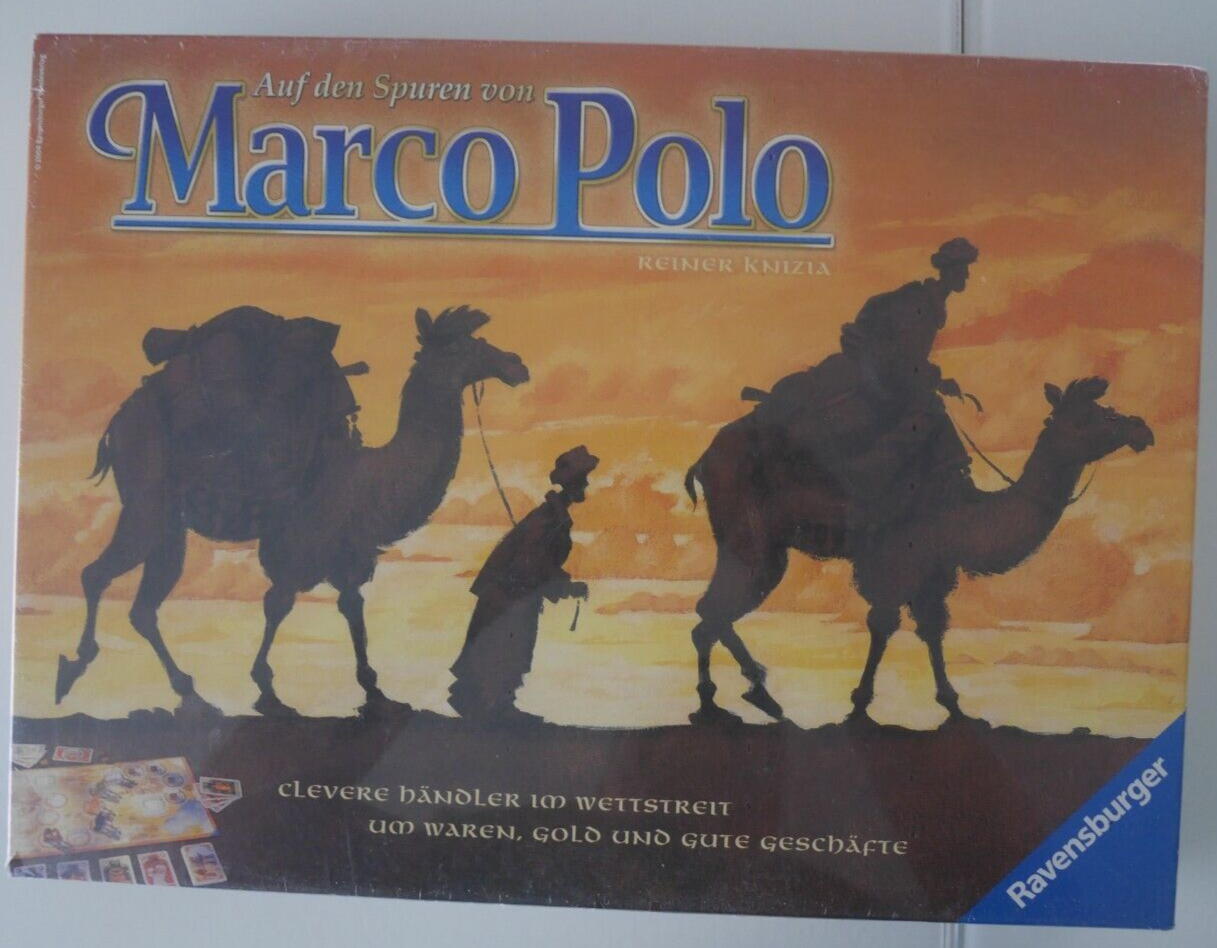 Auf den Spuren von
Marco Polo
REINER KNIZIA
CLEVERE HÄNDLER IM WETTSTREIT
UM WAREN, GOLD UND GUTE GESCHÄFTE
Ravensburger